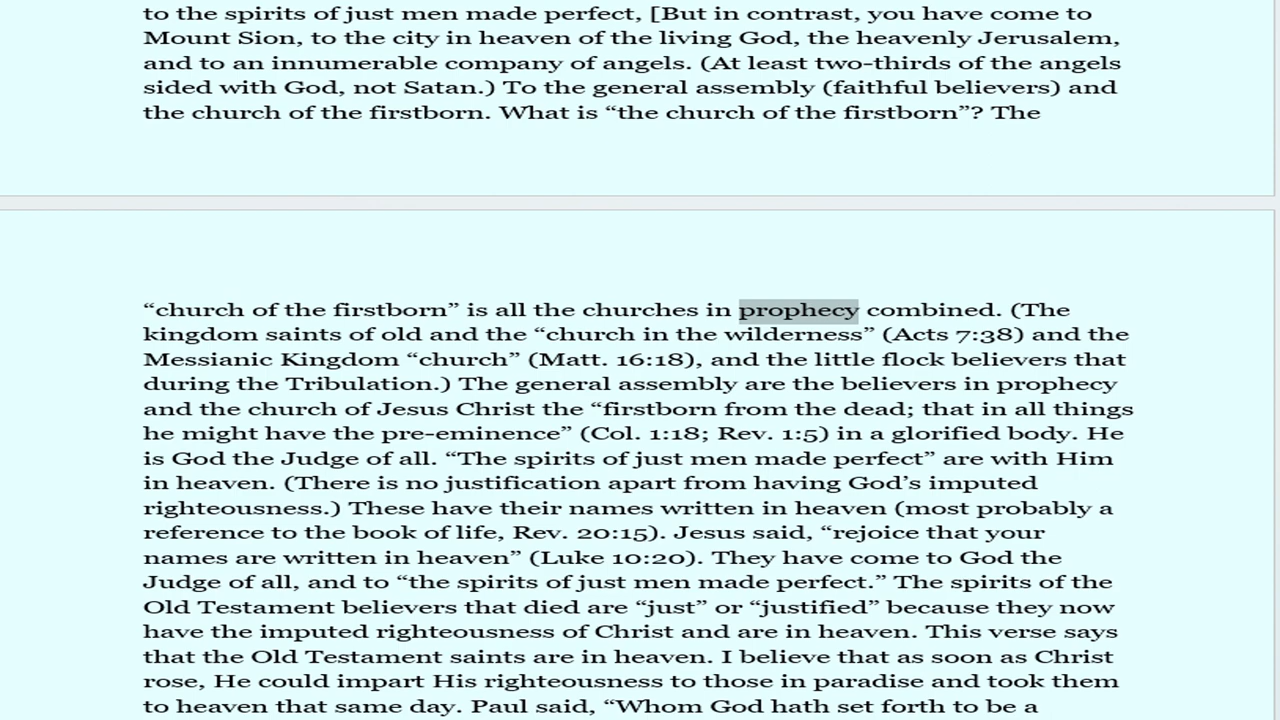 to the spirits of just men made perfect, [But in contrast, you have come to
Mount Sion, to the city in heaven of the living God, the heavenly Jerusalem,
and to an innumerable company of angels. (At least two-thirds of the angels
sided with God, not Satan.) To the general assembly (faithful believers) and
the church of the firstborn. What is “the church of the firstborn”? The
“church of the firstborn” is all the churches in prophecy combined. (The
kingdom saints of old and the “church in the wilderness” (Acts 7:38) and the
Messianic Kingdom “church” (Matt. 16:18), and the little flock believers that
during the Tribulation.) The general assembly are the believers in prophecy
and the church of Jesus Christ the “firstborn from the dead; that in all things
he might have the pre-eminence” (Col. 1:18; Rev. 1:5) in a glorified body. He
is God the Judge of all. “The spirits of just men made perfect” are with Him
in heaven. (There is no justification apart from having God’s imputed
righteousness.) These have their names written in heaven (most probably a
reference to the book of life, Rev. 20:15). Jesus said, “rejoice that your
names are written in heaven” (Luke 10:20). They have come to God the
Judge of all, and to “the spirits of just men made perfect.” The spirits of the
Old Testament believers that died are “just” or “justified” because they now
have the imputed righteousness of Christ and are in heaven. This verse says
that the Old Testament saints are in heaven. I believe that as soon as Christ
rose, He could impart His righteousness to those in paradise and took them
to heaven that same day. Paul said, “Whom God hath set forth to be a